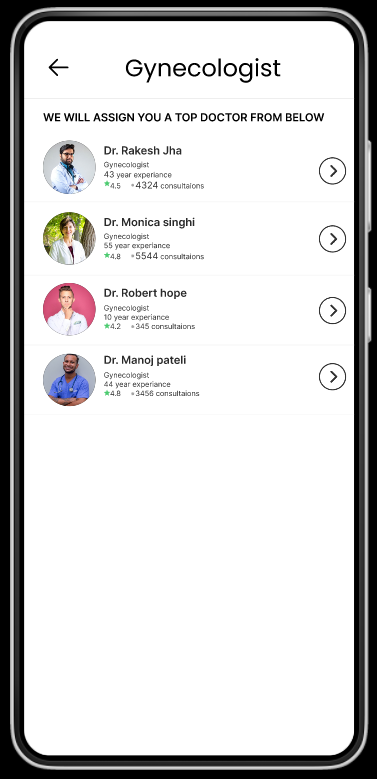 Gynecologist
WE WILL ASSIGN YOU A TOP DOCTOR FROM BELOW
Dr. Rakesh Jha
Gynecologist
43 year experiance
4.5 •4324 consultaions
Dr. Monica singhi
Gynecologist
55 year experiance
4.8 •5544 consultaions
Dr. Robert hope
Gynecologist
10 year experiance
4.2 •345 consultaions
Dr. Manoj pateli
Gynecologist
44 year experiance
4.8 •3456 consultaions